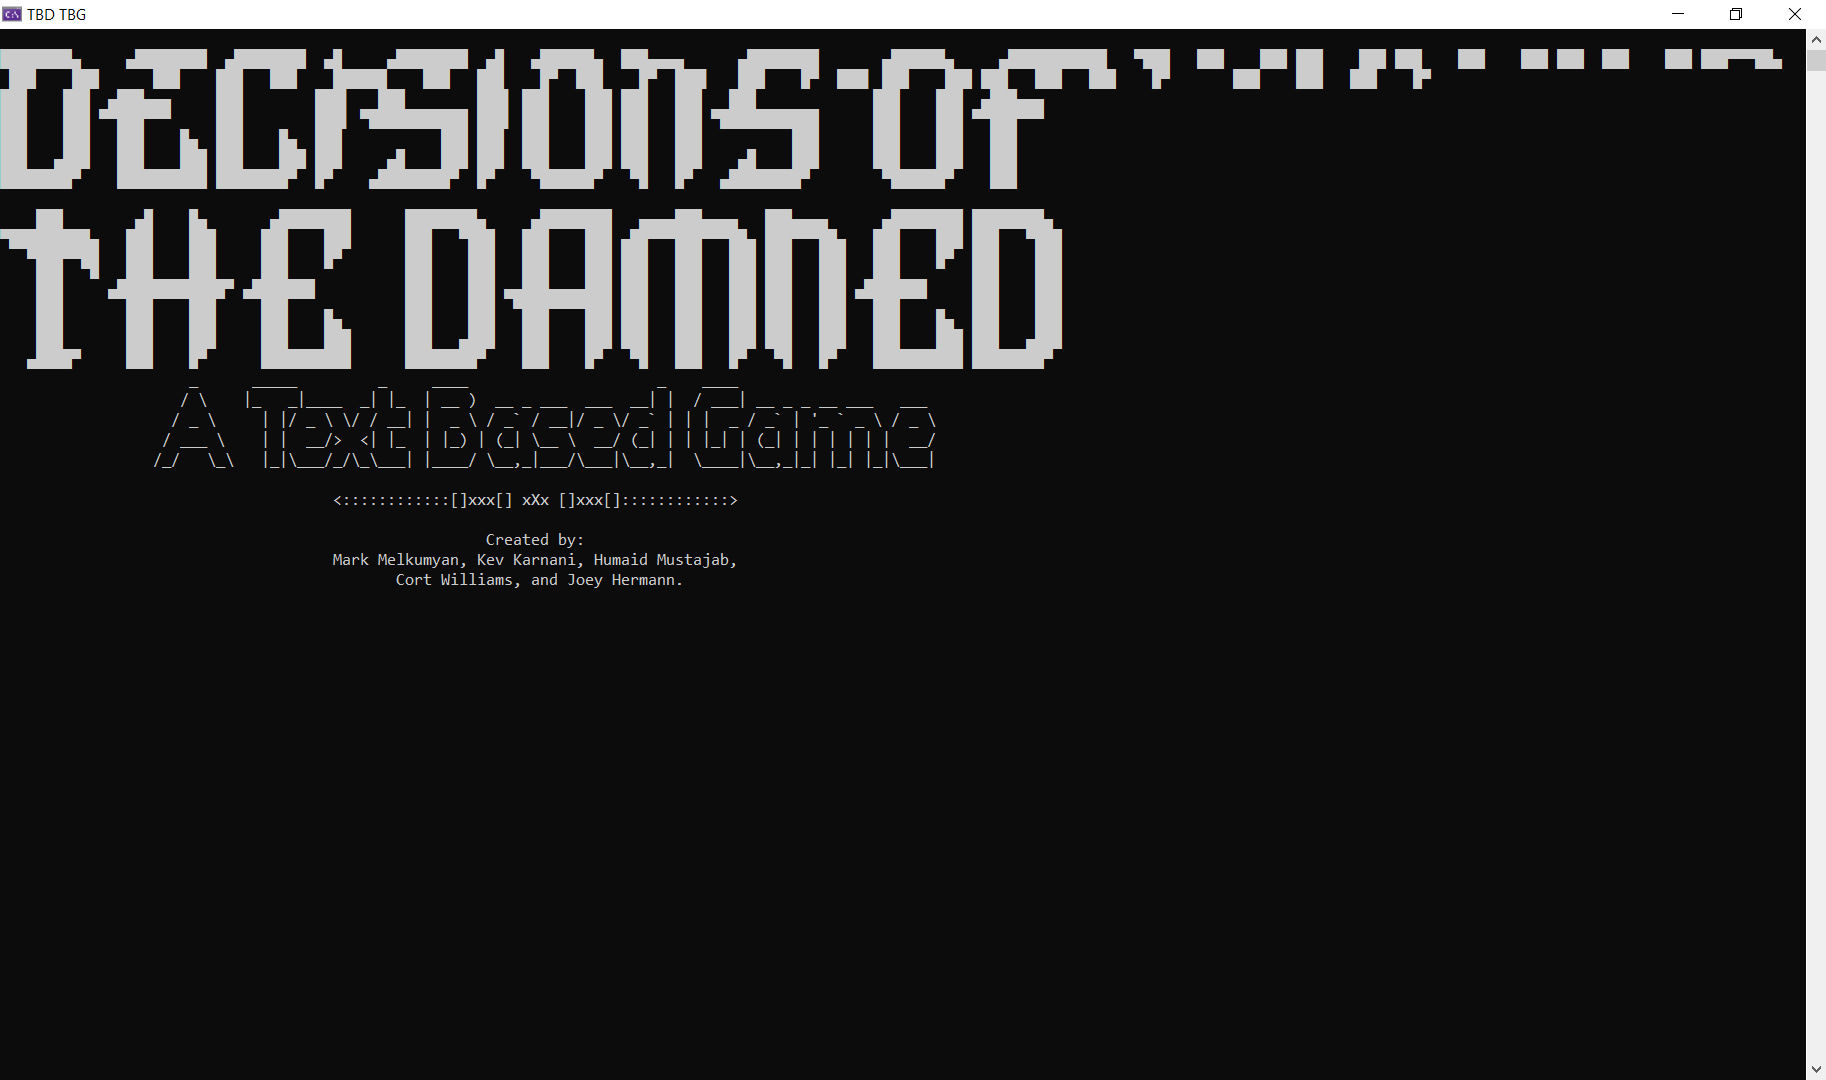 TBD TBG
DECISIONS OF
THE DAMNED
A Text Based Game
<::::::::::::[]xxx[] xXx []xxx[]::::::::::::>
Created by:
Mark Melkumyan, Kev Karnani, Humaid Mustajab,
Cort Williams, and Joey Hermann.